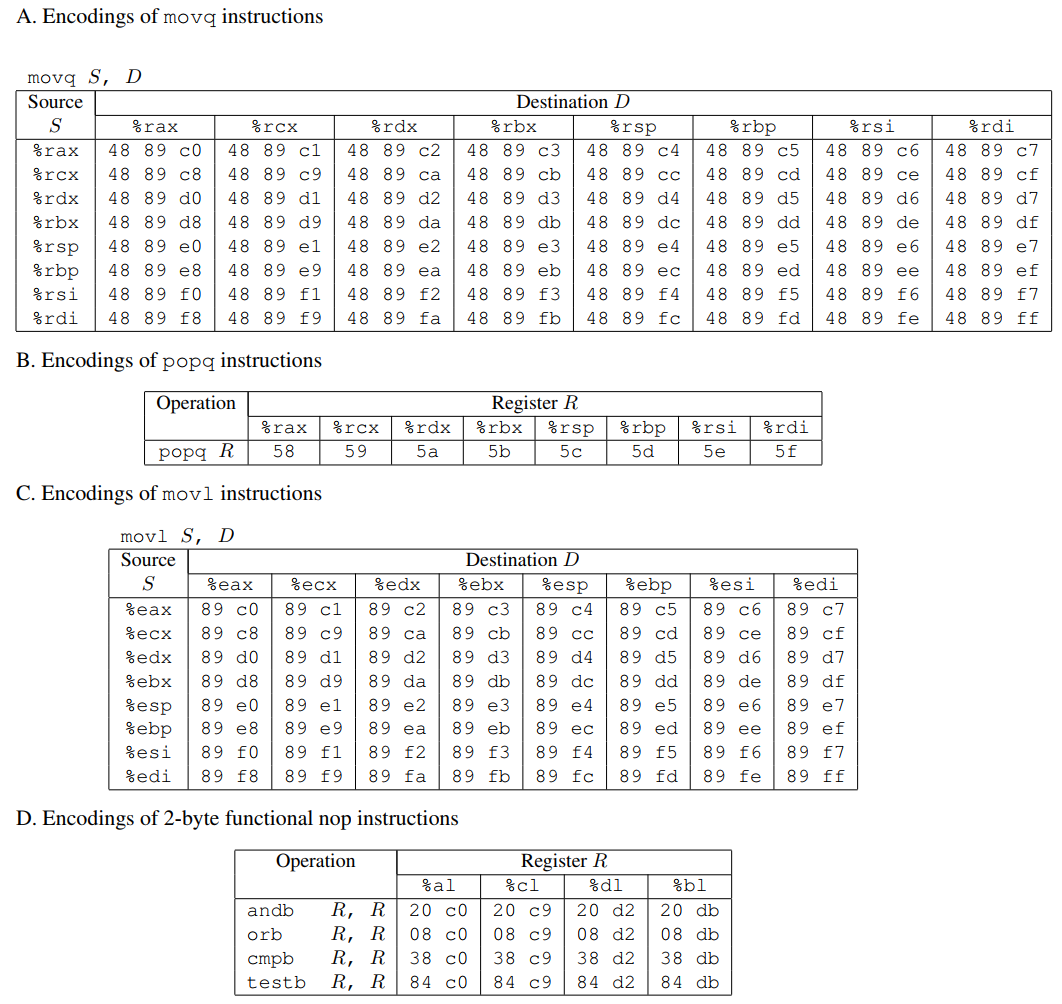 A. Encodings of movq instructions
movq S, D
Source Destination D
S %rax %rcx %rdx %rbx %rsp %rbp %rsi %rdi
%rax 48 89 c0 48 89 c1 48 89 c2 48 89 c3 48 89 c4 48 89 c5 48 89 c6 48 89 c7
%rcx 48 89 c8 48 89 c9 48 89 ca 48 89 cb 48 89 cc 48 89 cd 48 89 ce 48 89 cf
%rdx 48 89 d0 48 89 d1 48 89 d2 48 89 d3 48 89 d4 48 89 d5 48 89 d6 48 89 d7
%rbx 48 89 d8 48 89 d9 48 89 da 48 89 db 48 89 dc 48 89 dd 48 89 de 48 89 df
%rsp 48 89 e0 48 89 e1 48 89 e2 48 89 e3 48 89 e4 48 89 e5 48 89 e6 48 89 e7
%rbp 48 89 e8 48 89 e9 48 89 ea 48 89 eb 48 89 ec 48 89 ed 48 89 ee 48 89 ef
%rsi 48 89 f0 48 89 f1 48 89 f2 48 89 f3 48 89 f4 48 89 f5 48 89 f6 48 89 f7
%rdi 48 89 f8 48 89 f9 48 89 fa 48 89 fb 48 89 fc 48 89 fd 48 89 fe 48 89 ff
B. Encodings of popq instructions
Operation Register R
%rax %rcx %rdx %rbx %rsp %rbp %rsi %rdi
popq R 58 59 5a 5b 5c 5d 5e 5f
C. Encodings of movl instructions
movl S, D
Source Destination D
S %eax %ecx %edx %ebx %esp %ebp %esi %edi
%eax 89 c0 89 c1 89 c2 89 c3 89 c4 89 c5 89 c6 89 c7
%ecx 89 c8 89 c9 89 ca 89 cb 89 cc 89 cd 89 ce 89 cf
%edx 89 d0 89 d1 89 d2 89 d3 89 d4 89 d5 89 d6 89 d7
%ebx 89 d8 89 d9 89 da 89 db 89 dc 89 dd 89 de 89 df
%esp 89 e0 89 e1 89 e2 89 e3 89 e4 89 e5 89 e6 89 e7
%ebp 89 e8 89 e9 89 ea 89 eb 89 ec 89 ed 89 ee 89 ef
%esi 89 f0 89 f1 89 f2 89 f3 89 f4 89 f5 89 f6 89 f7
%edi 89 f8 89 f9 89 fa 89 fb 89 fc 89 fd 89 fe 89 ff
D. Encodings of 2-byte functional nop instructions
Operation Register R
%al %cl %dl %bl
andb R, R 20 c0 20 c9 20 d2 20 db
orb R, R 08 c0 08 c9 08 d2 08 db
cmpb R, R 38 c0 38 c9 38 d2 38 db
testb R, R 84 c0 84 c9 84 d2 84 db